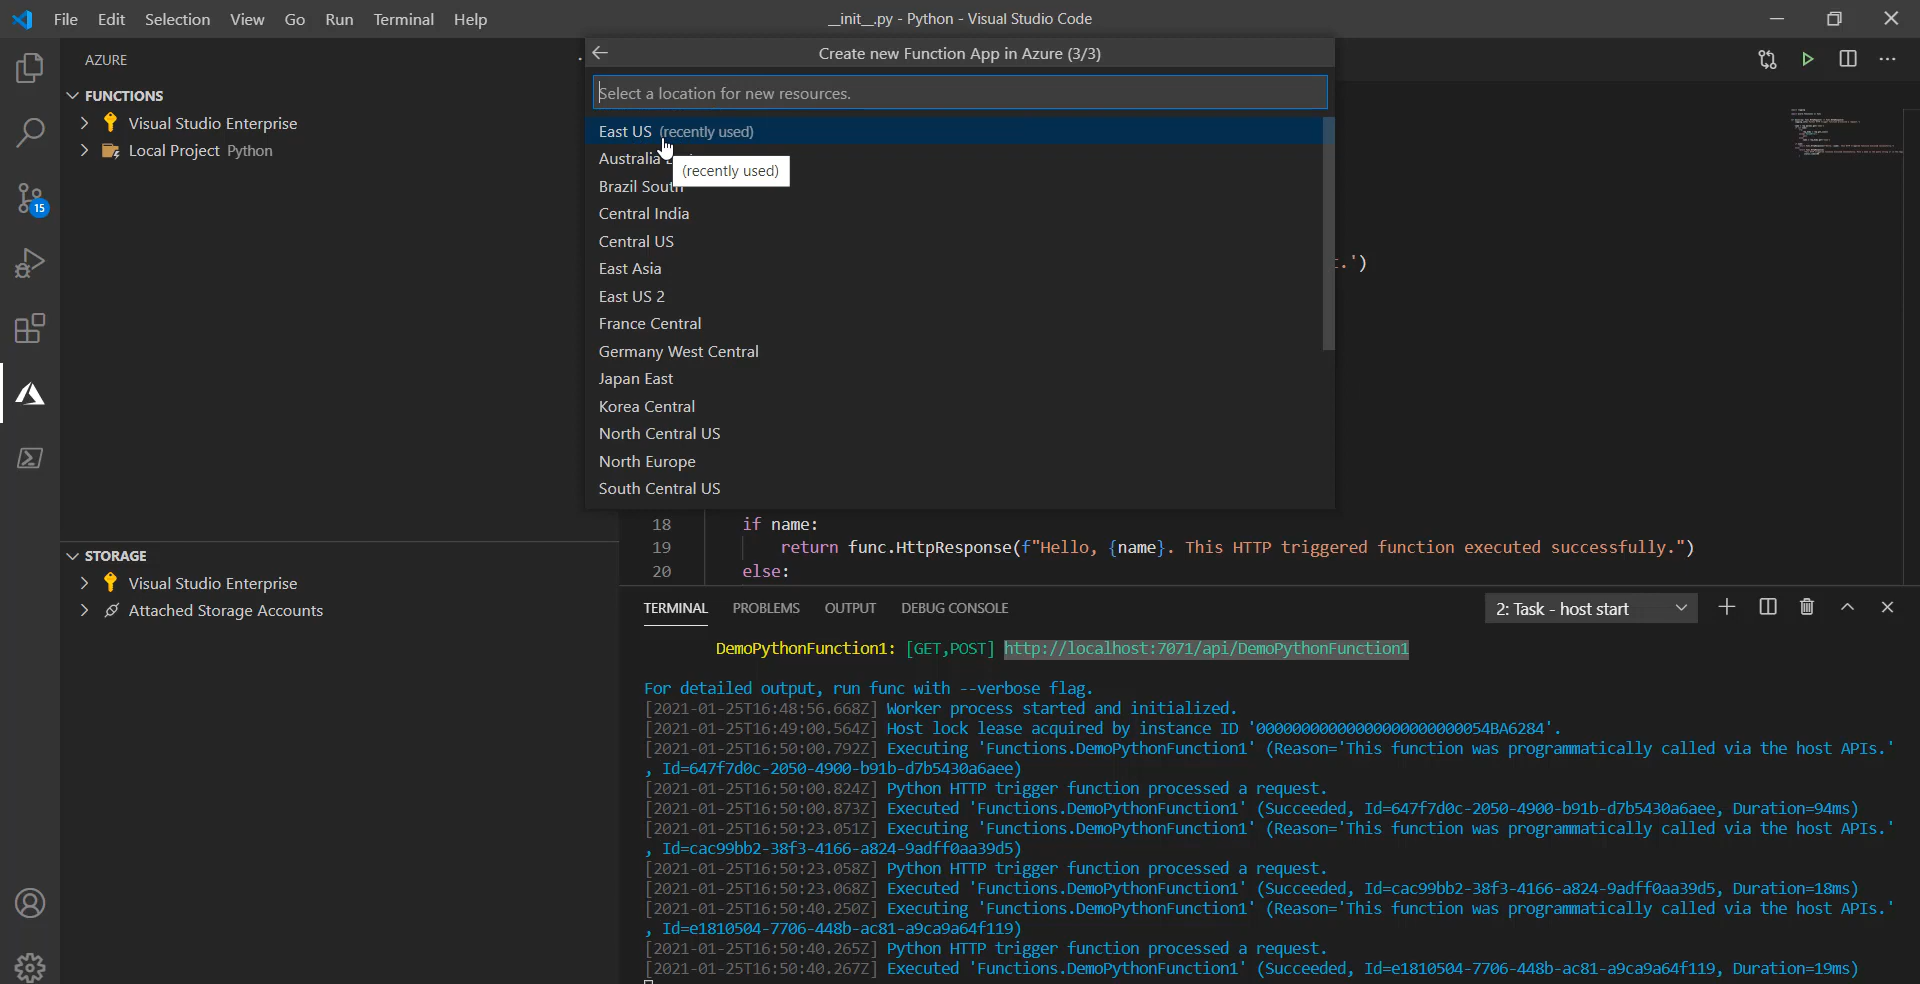 File Edit Selection View Go Run Terminal Help
__init__.py - Python - Visual Studio Code
AZURE
FUNCTIONS
Visual Studio Enterprise
Local Project Python
15
STORAGE
Visual Studio Enterprise
Attached Storage Accounts
Create new Function App in Azure (3/3)
Select a location for new resources.
East US (recently used)
Australia
(recently used)
Brazil South
Central India
Central US
East Asia
East US 2
France Central
Germany West Central
Japan East
Korea Central
North Central US
North Europe
South Central US
.')
18 if name:
19 return func.HttpResponse(f"Hello, {name}. This HTTP triggered function executed successfully.")
20 else:
TERMINAL PROBLEMS OUTPUT DEBUG CONSOLE
2: Task - host start
DemoPythonFunction1: [GET,POST] http://localhost:7071/api/DemoPythonFunction1
For detailed output, run func with --verbose flag.
[2021-01-25T16:48:56.668Z] Worker process started and initialized.
[2021-01-25T16:49:00.564Z] Host lock lease acquired by instance ID '00000000000000000000000054BA6284'.
[2021-01-25T16:50:00.792Z] Executing 'Functions.DemoPythonFunction1' (Reason='This function was programmatically called via the host APIs.'
, Id=647f7d0c-2050-4900-b91b-d7b5430a6aee)
[2021-01-25T16:50:00.824Z] Python HTTP trigger function processed a request.
[2021-01-25T16:50:00.873Z] Executed 'Functions.DemoPythonFunction1' (Succeeded, Id=647f7d0c-2050-4900-b91b-d7b5430a6aee, Duration=94ms)
[2021-01-25T16:50:23.051Z] Executing 'Functions.DemoPythonFunction1' (Reason='This function was programmatically called via the host APIs.'
, Id=cac99bb2-38f3-4166-a824-9adff0aa39d5)
[2021-01-25T16:50:23.058Z] Python HTTP trigger function processed a request.
[2021-01-25T16:50:23.068Z] Executed 'Functions.DemoPythonFunction1' (Succeeded, Id=cac99bb2-38f3-4166-a824-9adff0aa39d5, Duration=18ms)
[2021-01-25T16:50:40.250Z] Executing 'Functions.DemoPythonFunction1' (Reason='This function was programmatically called via the host APIs.'
, Id=e1810504-7706-448b-ac81-a9ca9a64f119)
[2021-01-25T16:50:40.265Z] Python HTTP trigger function processed a request.
[2021-01-25T16:50:40.267Z] Executed 'Functions.DemoPythonFunction1' (Succeeded, Id=e1810504-7706-448b-ac81-a9ca9a64f119, Duration=19ms)